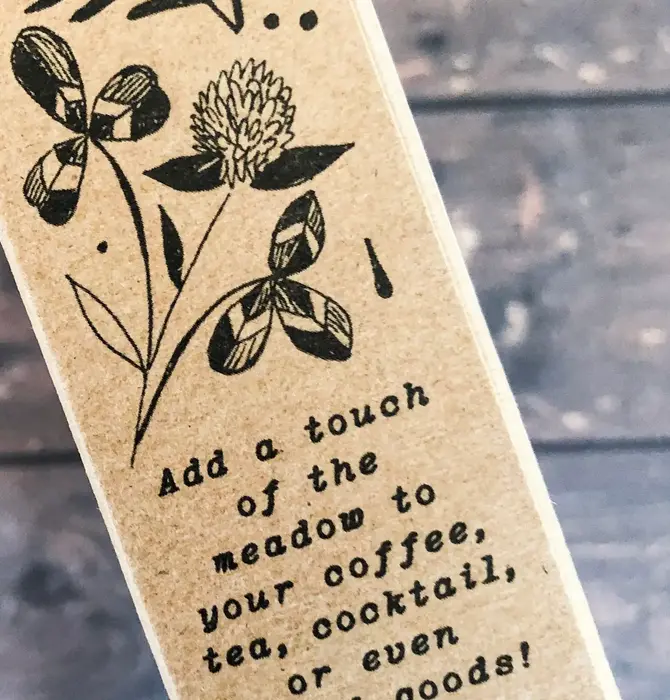 Add a touch
of the
meadow to
your coffee,
tea, cocktail,
or even
goods!